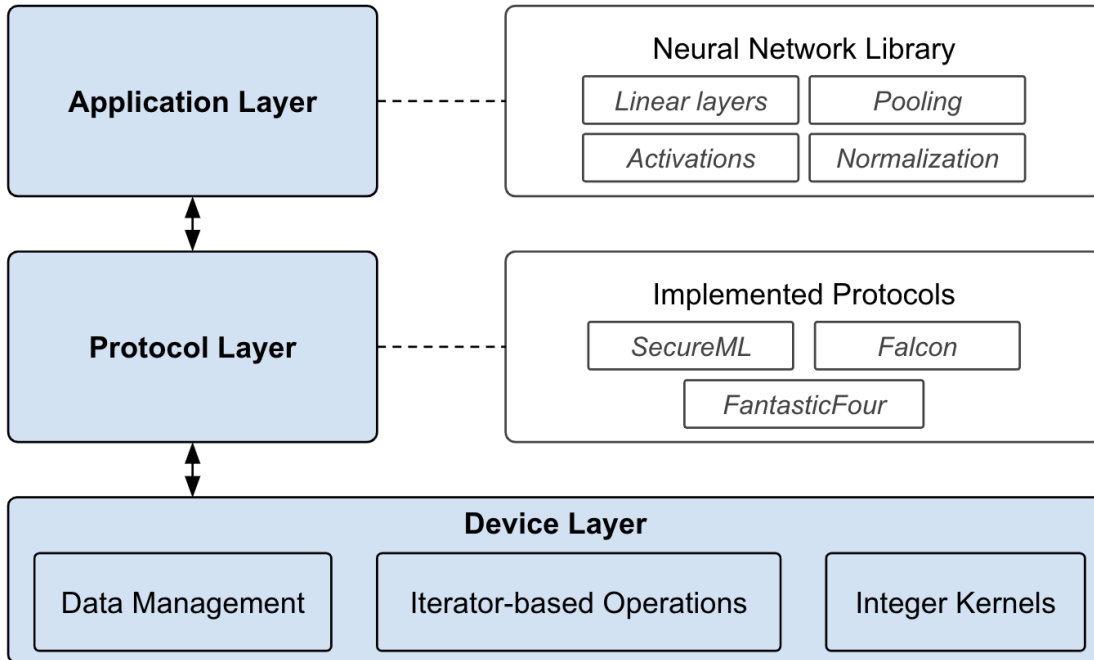 Application Layer
Neural Network Library
Linear layers
Pooling
Activations
Normalization
Protocol Layer
Implemented Protocols
SecureML
Falcon
FantasticFour
Device Layer
Data Management
Iterator-based Operations
Integer Kernels